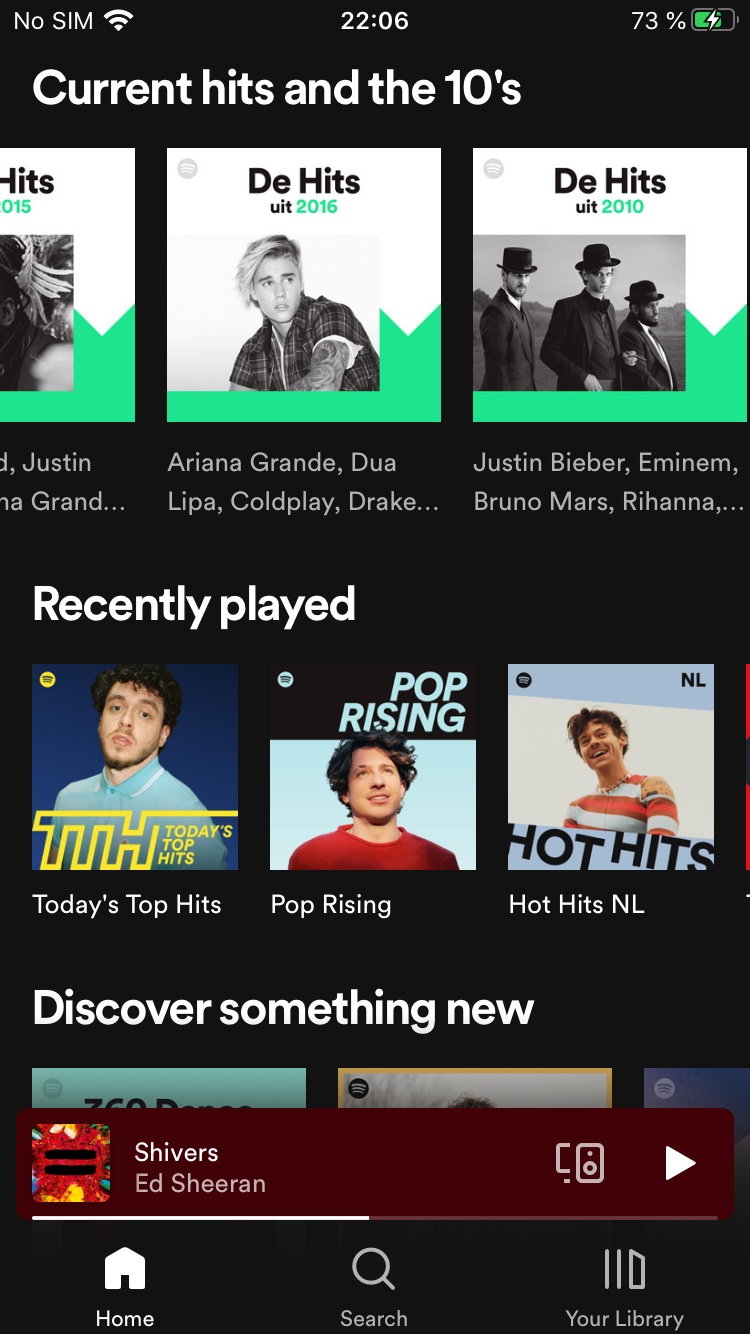 No SIM 22:06 73 %
Current hits and the 10's
Hits
De Hits
uit 2016
De Hits
uit 2010
Justin
Grand...
Ariana Grande, Dua
Lipa, Coldplay, Drake...
Justin Bieber, Eminem,
Bruno Mars, Rihanna,...
Recently played
TTH TODAY'S
TOP
HITS
POP
RISING
NL
HOT HITS
Today's Top Hits
Pop Rising
Hot Hits NL
Discover something new
360 Dance
Shivers
Ed Sheeran
Home
Search
Your Library